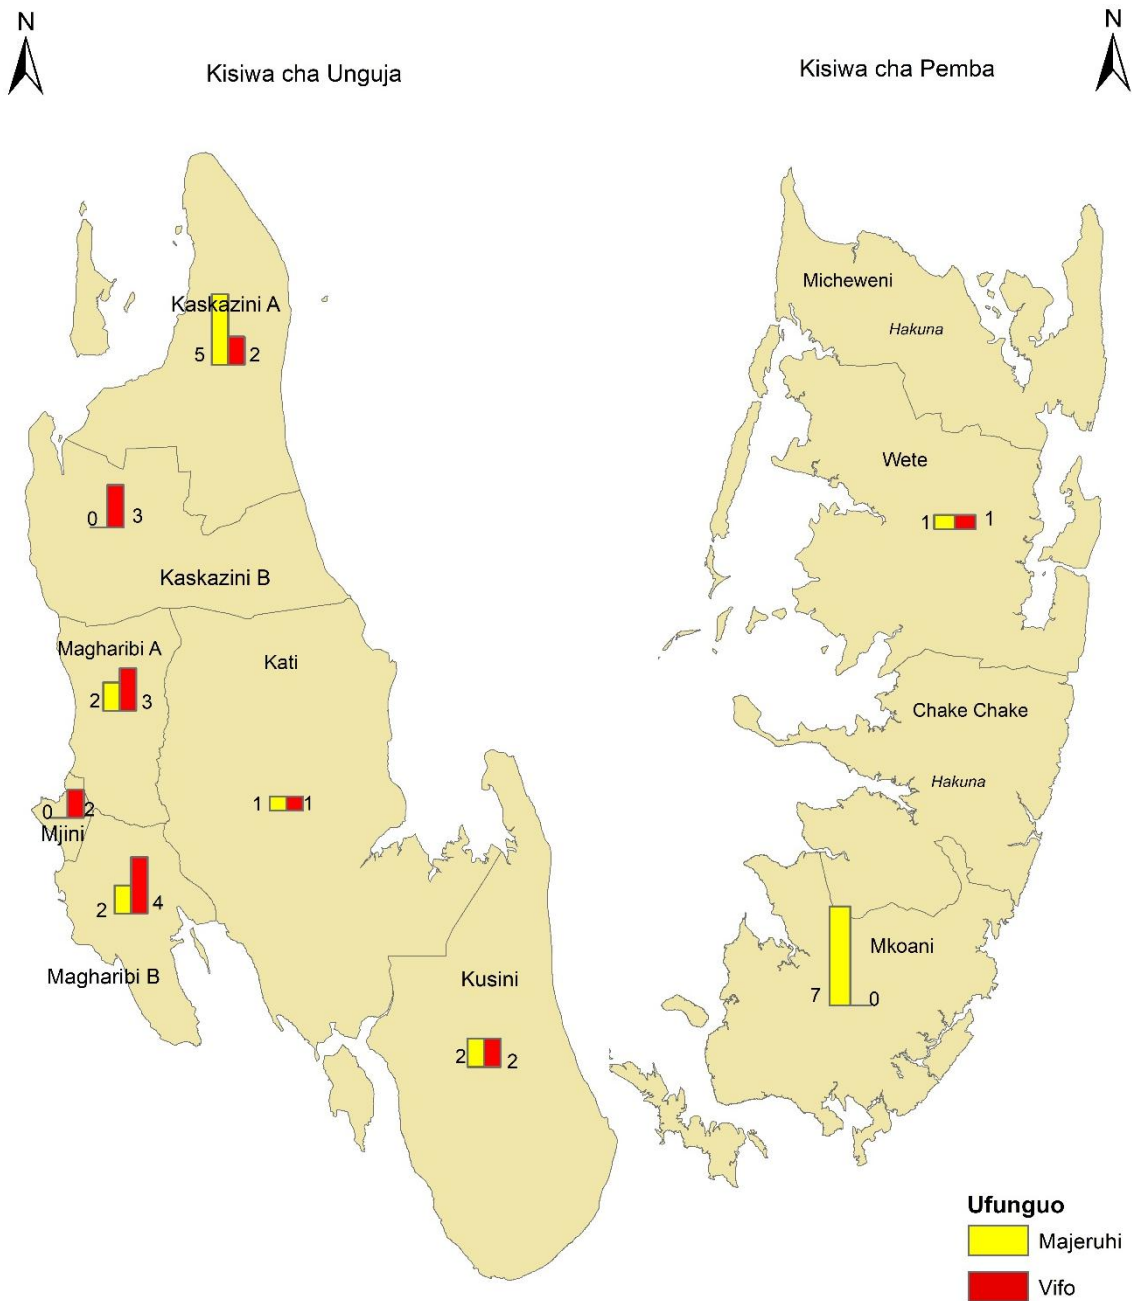 N
N
Kisiwa cha Unguja
Kisiwa cha Pemba
Kaskazini A
5
2
0
3
Kaskazini B
Magharibi A
2
3
Kati
1
1
0
2
Mjini
2
4
Magharibi B
Kusini
2
2
Micheweni
Hakuna
Wete
1
1
Chake Chake
Hakuna
Mkoani
7
0
Ufunguo
Majeruhi
Vifo